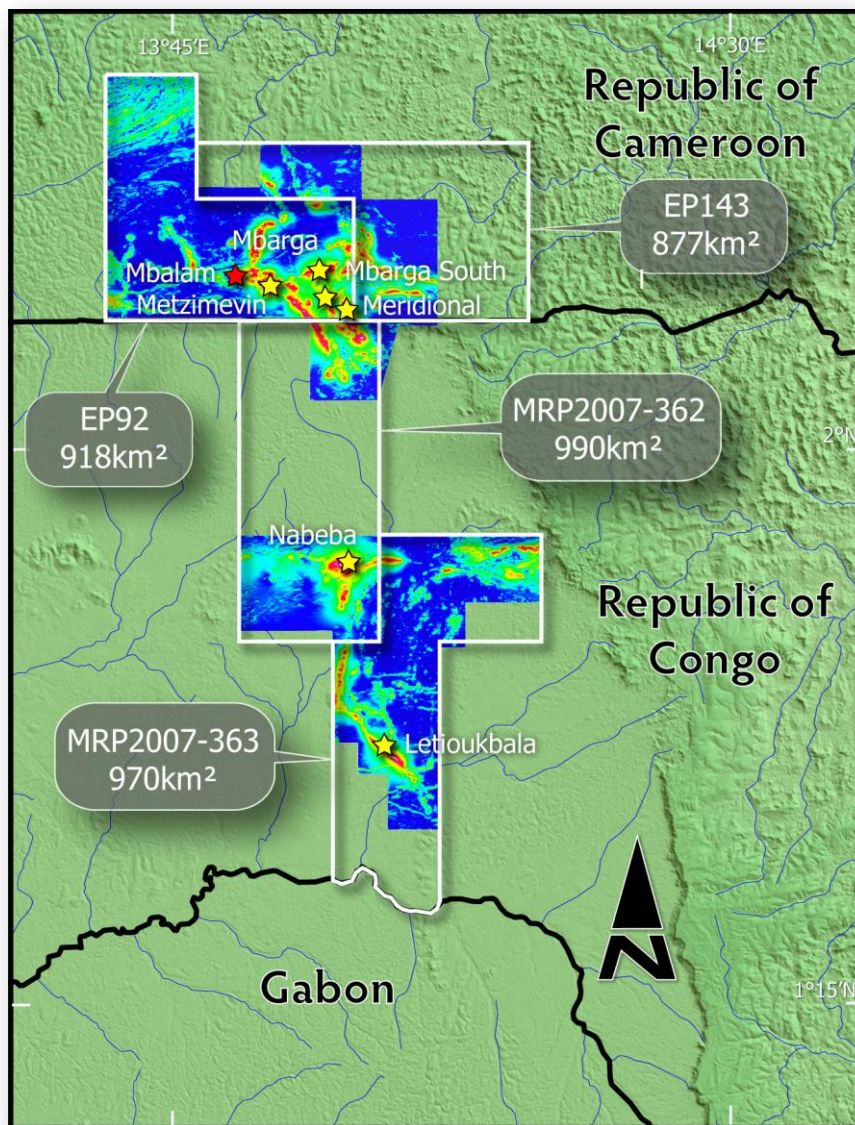 13°45'E
14°30'E
Republic of
Cameroon
EP143
877km²
Mbarga
Mbalam
Mbarga South
Metzimevin
Meridional
EP92
918km²
MRP2007-362
990km²
2°N
Nabeba
Republic of
Congo
MRP2007-363
970km²
Letioukbala
N
Gabon
1°15'N